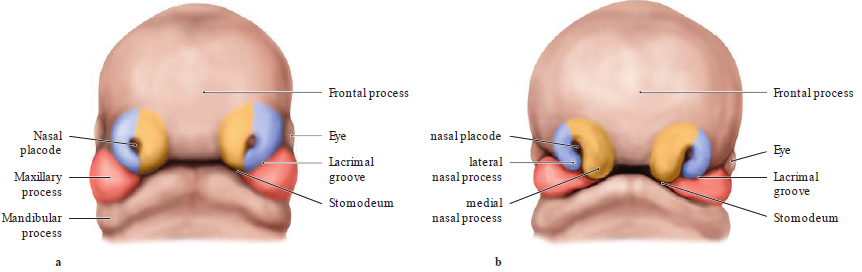 Frontal process
Nasal
placode
Eye
Maxillary
process
Lacrimal
groove
Mandibular
process
Stomodeum
a
Frontal process
nasal placode
Eye
lateral
nasal process
Lacrimal
groove
medial
nasal process
Stomodeum
b